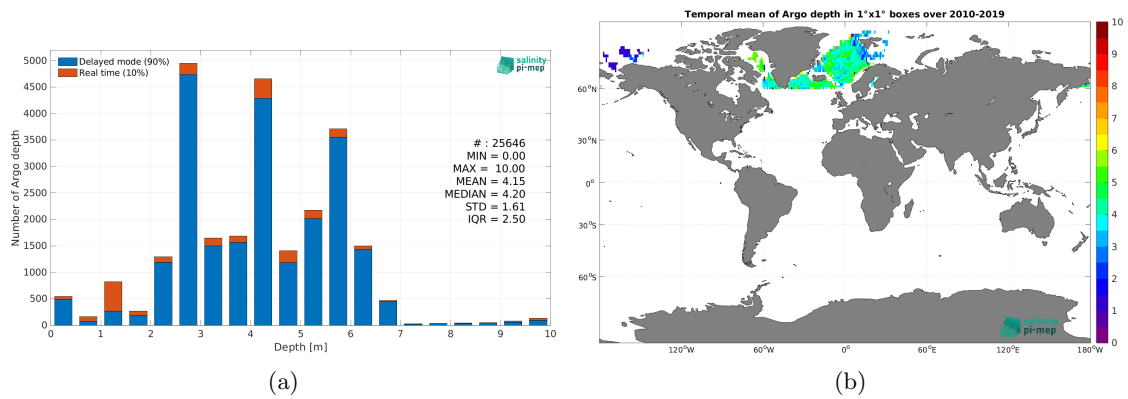 Delayed mode (90%)
Real time (10%)
salinity
pi-mep
5000
4500
4000
3500
3000
2500
2000
1500
1000
500
0
Number of Argo depth
# : 25646
MIN = 0.00
MAX = 10.00
MEAN = 4.15
MEDIAN = 4.20
STD = 1.61
IQR = 2.50
0 1 2 3 4 5 6 7 8 9 10
Depth [m]
(a)
Temporal mean of Argo depth in 1°x1° boxes over 2010-2019
60°N
30°N
0°
30°S
60°S
120°W 60°W 0° 60°E 120°E 180°W
salinity
pi-mep
10
9
8
7
6
5
4
3
2
1
0
(b)